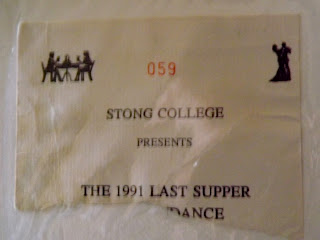 059
STONG COLLEGE
PRESENTS
THE 1991 LAST SUPPER
DANCE